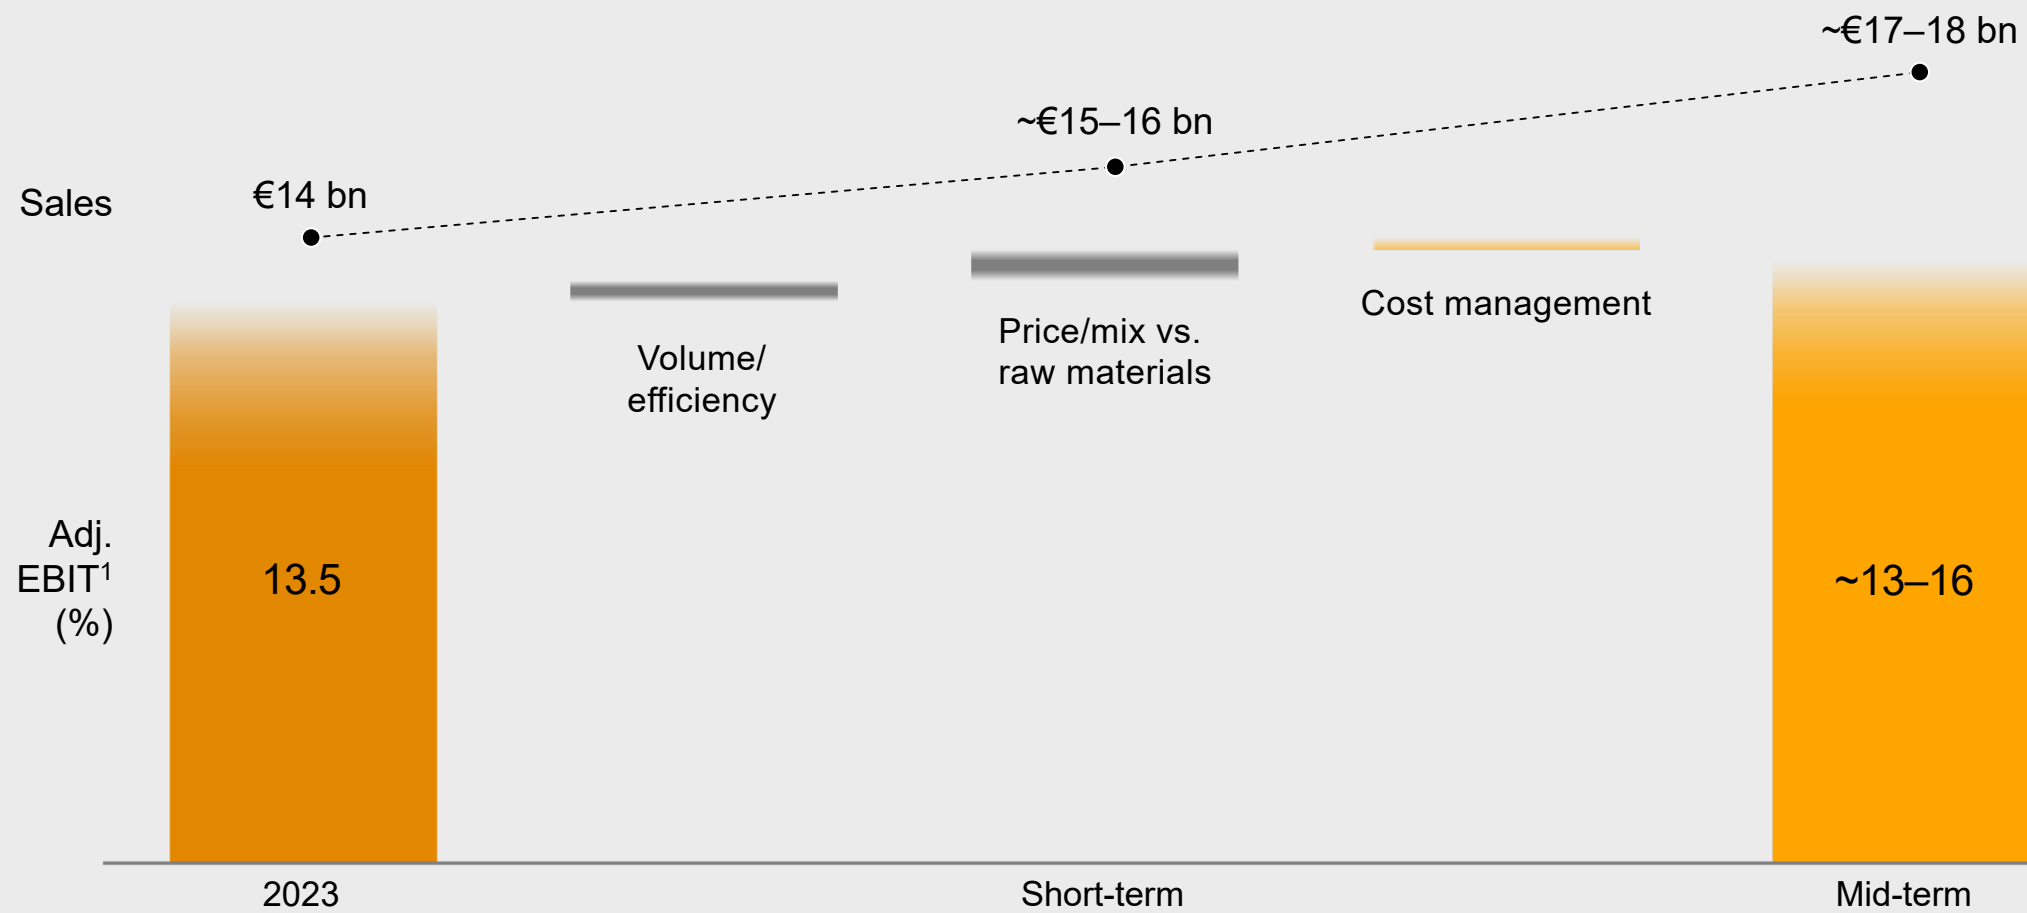 ~€17–18 bn
~€15–16 bn
Sales
€14 bn
Cost management
Price/mix vs.
raw materials
Volume/
efficiency
Adj.
EBIT¹
(%)
13.5
~13–16
2023
Short-term
Mid-term